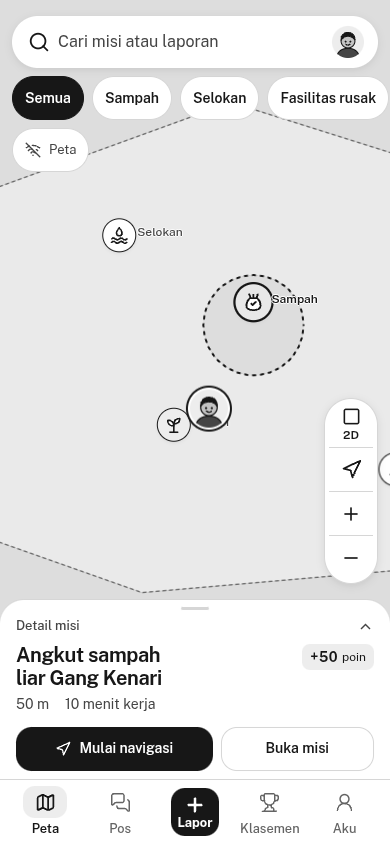 Cari misi atau laporan
Semua
Sampah
Selokan
Fasilitas rusak
Peta
Selokan
Sampah
2D
Detail misi
Angkut sampah
liar Gang Kenari
+50 poin
50 m 10 menit kerja
Mulai navigasi
Buka misi
Peta
Pos
Lapor
Klasemen
Aku